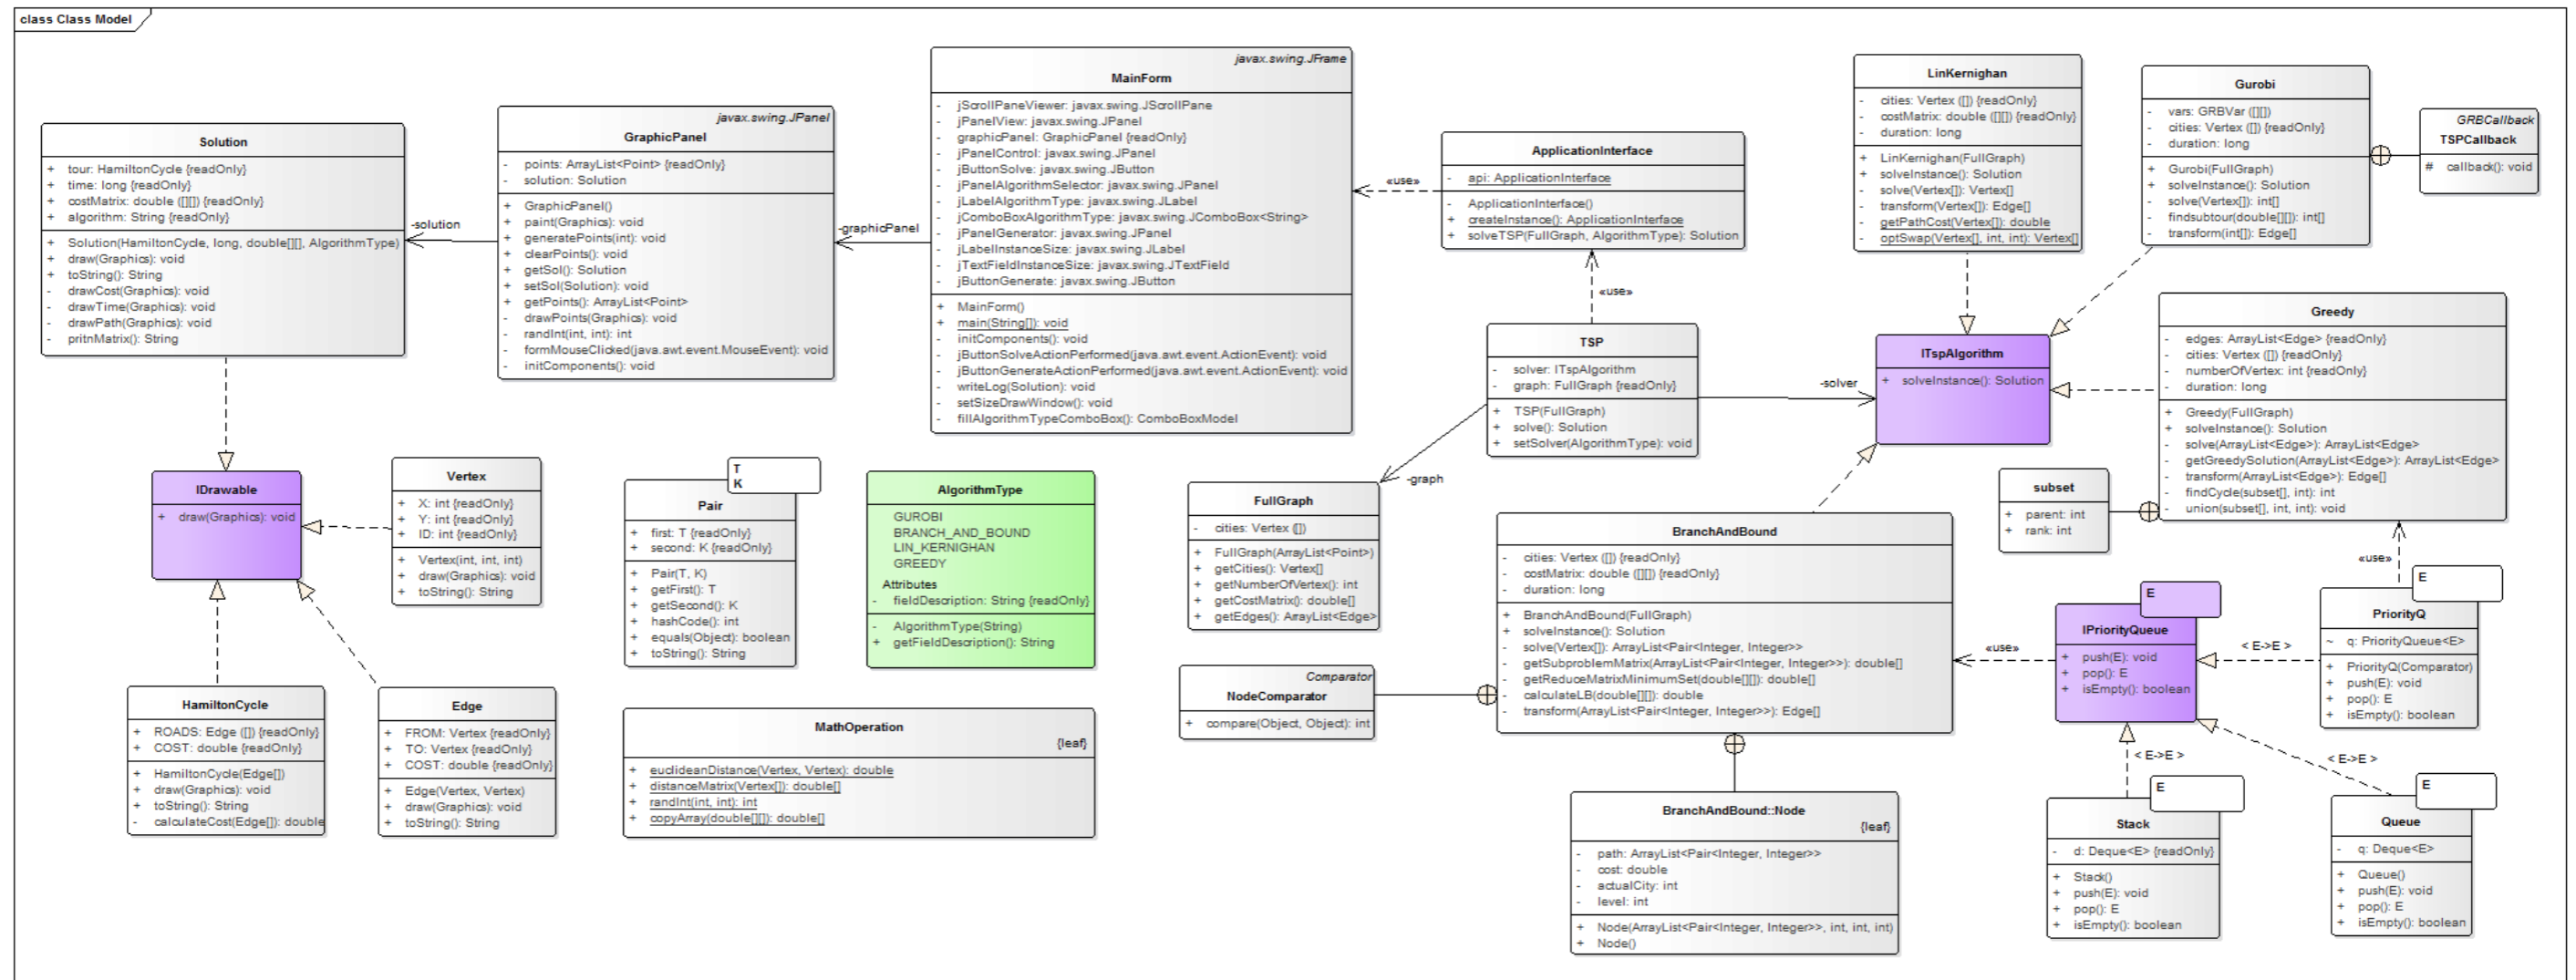 class Class Model
Solution
+ tour: HamiltonCycle {readOnly}
+ time: long {readOnly}
+ costMatrix: double ([][]) {readOnly}
+ algorithm: String {readOnly}
+ Solution(HamiltonCycle, long, double[][], AlgorithmType)
+ draw(Graphics): void
+ toString(): String
- drawCost(Graphics): void
- drawTime(Graphics): void
- drawPath(Graphics): void
- pritnMatrix(): String
-solution
javax.swing.JPanel
GraphicPanel
- points: ArrayList<Point> {readOnly}
- solution: Solution
+ GraphicPanel()
+ paint(Graphics): void
+ generatePoints(int): void
+ clearPoints(): void
+ getSol(): Solution
+ setSol(Solution): void
+ getPoints(): ArrayList<Point>
- drawPoints(Graphics): void
- randInt(int, int): int
- formMouseClicked(java.awt.event.MouseEvent): void
- initComponents(): void
-graphicPanel
javax.swing.JFrame
MainForm
- jScrollPaneViewer: javax.swing.JScrollPane
- jPanelView: javax.swing.JPanel
- graphicPanel: GraphicPanel {readOnly}
- jPanelControl: javax.swing.JPanel
- jButtonSolve: javax.swing.JButton
- jPanelAlgorithmSelector: javax.swing.JPanel
- jLabelAlgorithmType: javax.swing.JLabel
- jComboBoxAlgorithmType: javax.swing.JComboBox<String>
- jPanelGenerator: javax.swing.JPanel
- jLabelInstanceSize: javax.swing.JLabel
- jTextFieldInstanceSize: javax.swing.JTextField
- jButtonGenerate: javax.swing.JButton
+ MainForm()
+ main(String[]): void
- initComponents(): void
- jButtonSolveActionPerformed(java.awt.event.ActionEvent): void
- jButtonGenerateActionPerformed(java.awt.event.ActionEvent): void
- writeLog(Solution): void
- setSizeDrawWindow(): void
- fillAlgorithmTypeComboBox(): ComboBoxModel
«use»
ApplicationInterface
- api: ApplicationInterface
- ApplicationInterface()
+ createInstance(): ApplicationInterface
+ solveTSP(FullGraph, AlgorithmType): Solution
«use»
TSP
- solver: ITspAlgorithm
- graph: FullGraph {readOnly}
+ TSP(FullGraph)
+ solve(): Solution
+ setSolver(AlgorithmType): void
-solver
-graph
LinKernighan
- cities: Vertex ([]) {readOnly}
- costMatrix: double ([][]) {readOnly}
- duration: long
+ LinKernighan(FullGraph)
+ solveInstance(): Solution
- solve(Vertex[]): Vertex[]
- transform(Vertex[]): Edge[]
- getPathCost(Vertex[]): double
- optSwap(Vertex[], int, int): Vertex[]
Gurobi
- vars: GRBVar ([][])
- cities: Vertex ([]) {readOnly}
- duration: long
+ Gurobi(FullGraph)
+ solveInstance(): Solution
- solve(Vertex[]): int[]
- findsubtour(double[][]): int[]
- transform(int[]): Edge[]
GRBCallback
TSPCallback
# callback(): void
ITspAlgorithm
+ solveInstance(): Solution
Greedy
- edges: ArrayList<Edge> {readOnly}
- cities: Vertex ([]) {readOnly}
- numberOfVertex: int {readOnly}
- duration: long
+ Greedy(FullGraph)
+ solveInstance(): Solution
- solve(ArrayList<Edge>): ArrayList<Edge>
- getGreedySolution(ArrayList<Edge>): ArrayList<Edge>
- transform(ArrayList<Edge>): Edge[]
- findCycle(subset[], int): int
- union(subset[], int, int): void
subset
+ parent: int
+ rank: int
IDrawable
+ draw(Graphics): void
Vertex
+ X: int {readOnly}
+ Y: int {readOnly}
+ ID: int {readOnly}
+ Vertex(int, int, int)
+ draw(Graphics): void
+ toString(): String
T
K
Pair
+ first: T {readOnly}
+ second: K {readOnly}
+ Pair(T, K)
+ getFirst(): T
+ getSecond(): K
+ hashCode(): int
+ equals(Object): boolean
+ toString(): String
AlgorithmType
GUROBI
BRANCH_AND_BOUND
LIN_KERNIGHAN
GREEDY
Attributes
- fieldDescription: String {readOnly}
- AlgorithmType(String)
+ getFieldDescription(): String
FullGraph
- cities: Vertex ([])
+ FullGraph(ArrayList<Point>)
+ getCities(): Vertex[]
+ getNumberOfVertex(): int
+ getCostMatrix(): double[]
+ getEdges(): ArrayList<Edge>
Comparator
NodeComparator
+ compare(Object, Object): int
BranchAndBound
- cities: Vertex ([]) {readOnly}
- costMatrix: double ([][]) {readOnly}
- duration: long
+ BranchAndBound(FullGraph)
+ solveInstance(): Solution
- solve(Vertex[]): ArrayList<Pair<Integer, Integer>>
- getSubproblemMatrix(ArrayList<Pair<Integer, Integer>>): double[]
- getReduceMatrixMinimumSet(double[][]): double[]
- calculateLB(double[][]): double
- transform(ArrayList<Pair<Integer, Integer>>): Edge[]
«use»
E
IPriorityQueue
+ push(E): void
+ pop(): E
+ isEmpty(): boolean
«use»
< E->E >
E
PriorityQ
~ q: PriorityQueue<E>
+ PriorityQ(Comparator)
+ push(E): void
+ pop(): E
+ isEmpty(): boolean
< E->E >
< E->E >
HamiltonCycle
+ ROADS: Edge ([]) {readOnly}
+ COST: double {readOnly}
+ HamiltonCycle(Edge[])
+ draw(Graphics): void
+ toString(): String
- calculateCost(Edge[]): double
Edge
+ FROM: Vertex {readOnly}
+ TO: Vertex {readOnly}
+ COST: double {readOnly}
+ Edge(Vertex, Vertex)
+ draw(Graphics): void
+ toString(): String
MathOperation
{leaf}
+ euclideanDistance(Vertex, Vertex): double
+ distanceMatrix(Vertex[]): double[]
+ randInt(int, int): int
+ copyArray(double[][]): double[]
BranchAndBound::Node
{leaf}
- path: ArrayList<Pair<Integer, Integer>>
- cost: double
- actualCity: int
- level: int
+ Node(ArrayList<Pair<Integer, Integer>>, int, int, int)
+ Node()
E
Stack
- d: Deque<E> {readOnly}
+ Stack()
+ push(E): void
+ pop(): E
+ isEmpty(): boolean
E
Queue
- q: Deque<E>
+ Queue()
+ push(E): void
+ pop(): E
+ isEmpty(): boolean